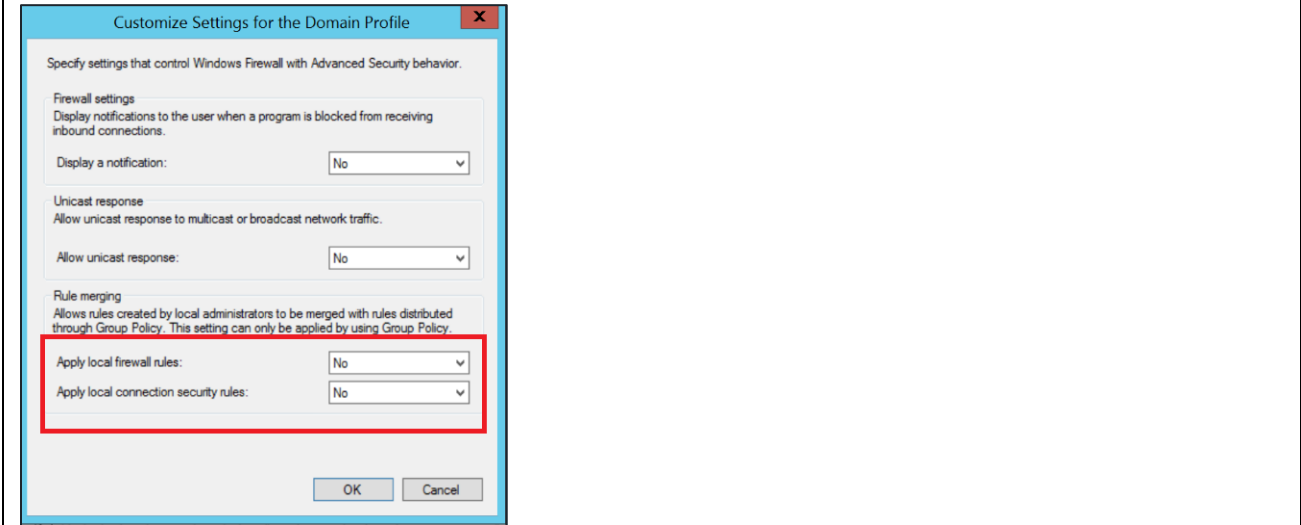 Customize Settings for the Domain Profile
x
Specify settings that control Windows Firewall with Advanced Security behavior.
Firewall settings
Display notifications to the user when a program is blocked from receiving
inbound connections.
Display a notification: No
Unicast response
Allow unicast response to multicast or broadcast network traffic.
Allow unicast response: No
Rule merging
Allows rules created by local administrators to be merged with rules distributed
through Group Policy. This setting can only be applied by using Group Policy.
Apply local firewall rules: No
Apply local connection security rules: No
OK Cancel